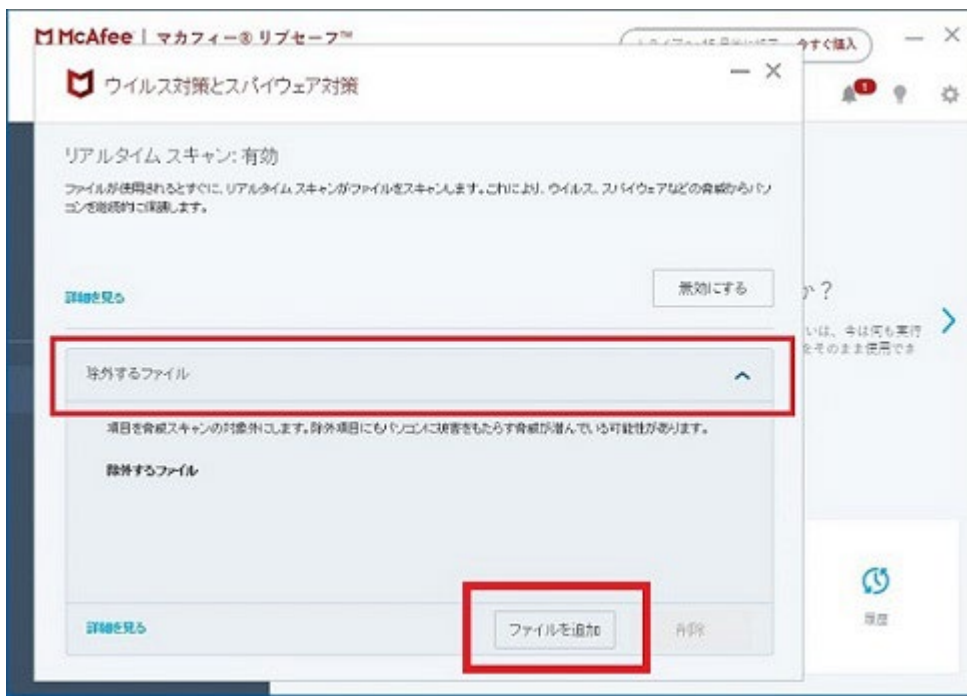 McAfee | マカフィー® リブセーフ™
今すぐ購入
ウイルス対策とスパイウェア対策
1
リアルタイム スキャン: 有効
ファイルが使用されるとすぐに、リアルタイム スキャンがファイルをスキャンします。これにより、ウイルス、スパイウェアなどの脅威からパソ
コンを継続的に保護します。
詳細を見る
無効にする
か?
いは、今は何も実行
をそのまま使用でき
除外するファイル
項目を脅威スキャンの対象外にします。除外項目にもパソコンに被害をもたらす脅威が潜んでいる可能性があります。
除外するファイル
詳細を見る
ファイルを追加
削除
履歴